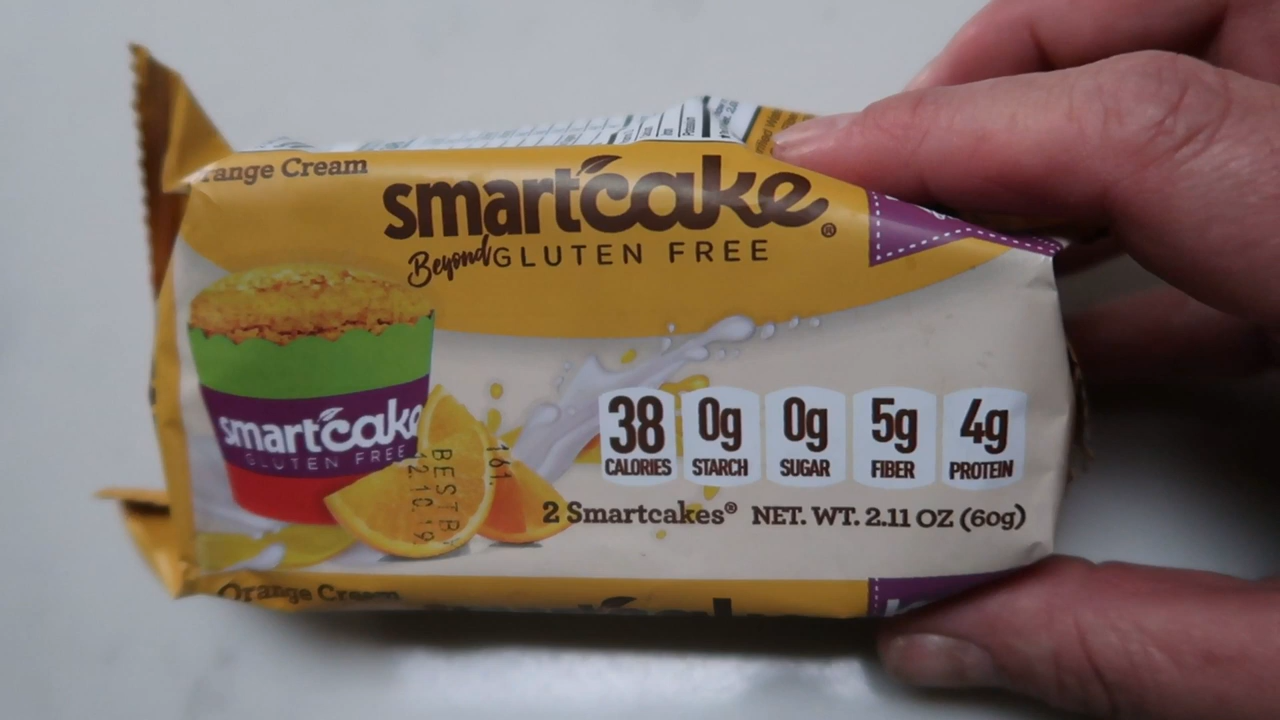 range Cream
smartcake®
Beyond GLUTEN FREE
smartcake
GLUTEN FREE
38 CALORIES
0g STARCH
0g SUGAR
5g FIBER
4g PROTEIN
BEST B
12.10.19
161.
2 Smartcakes® NET. WT. 2.11 OZ (60g)
Orange Cream